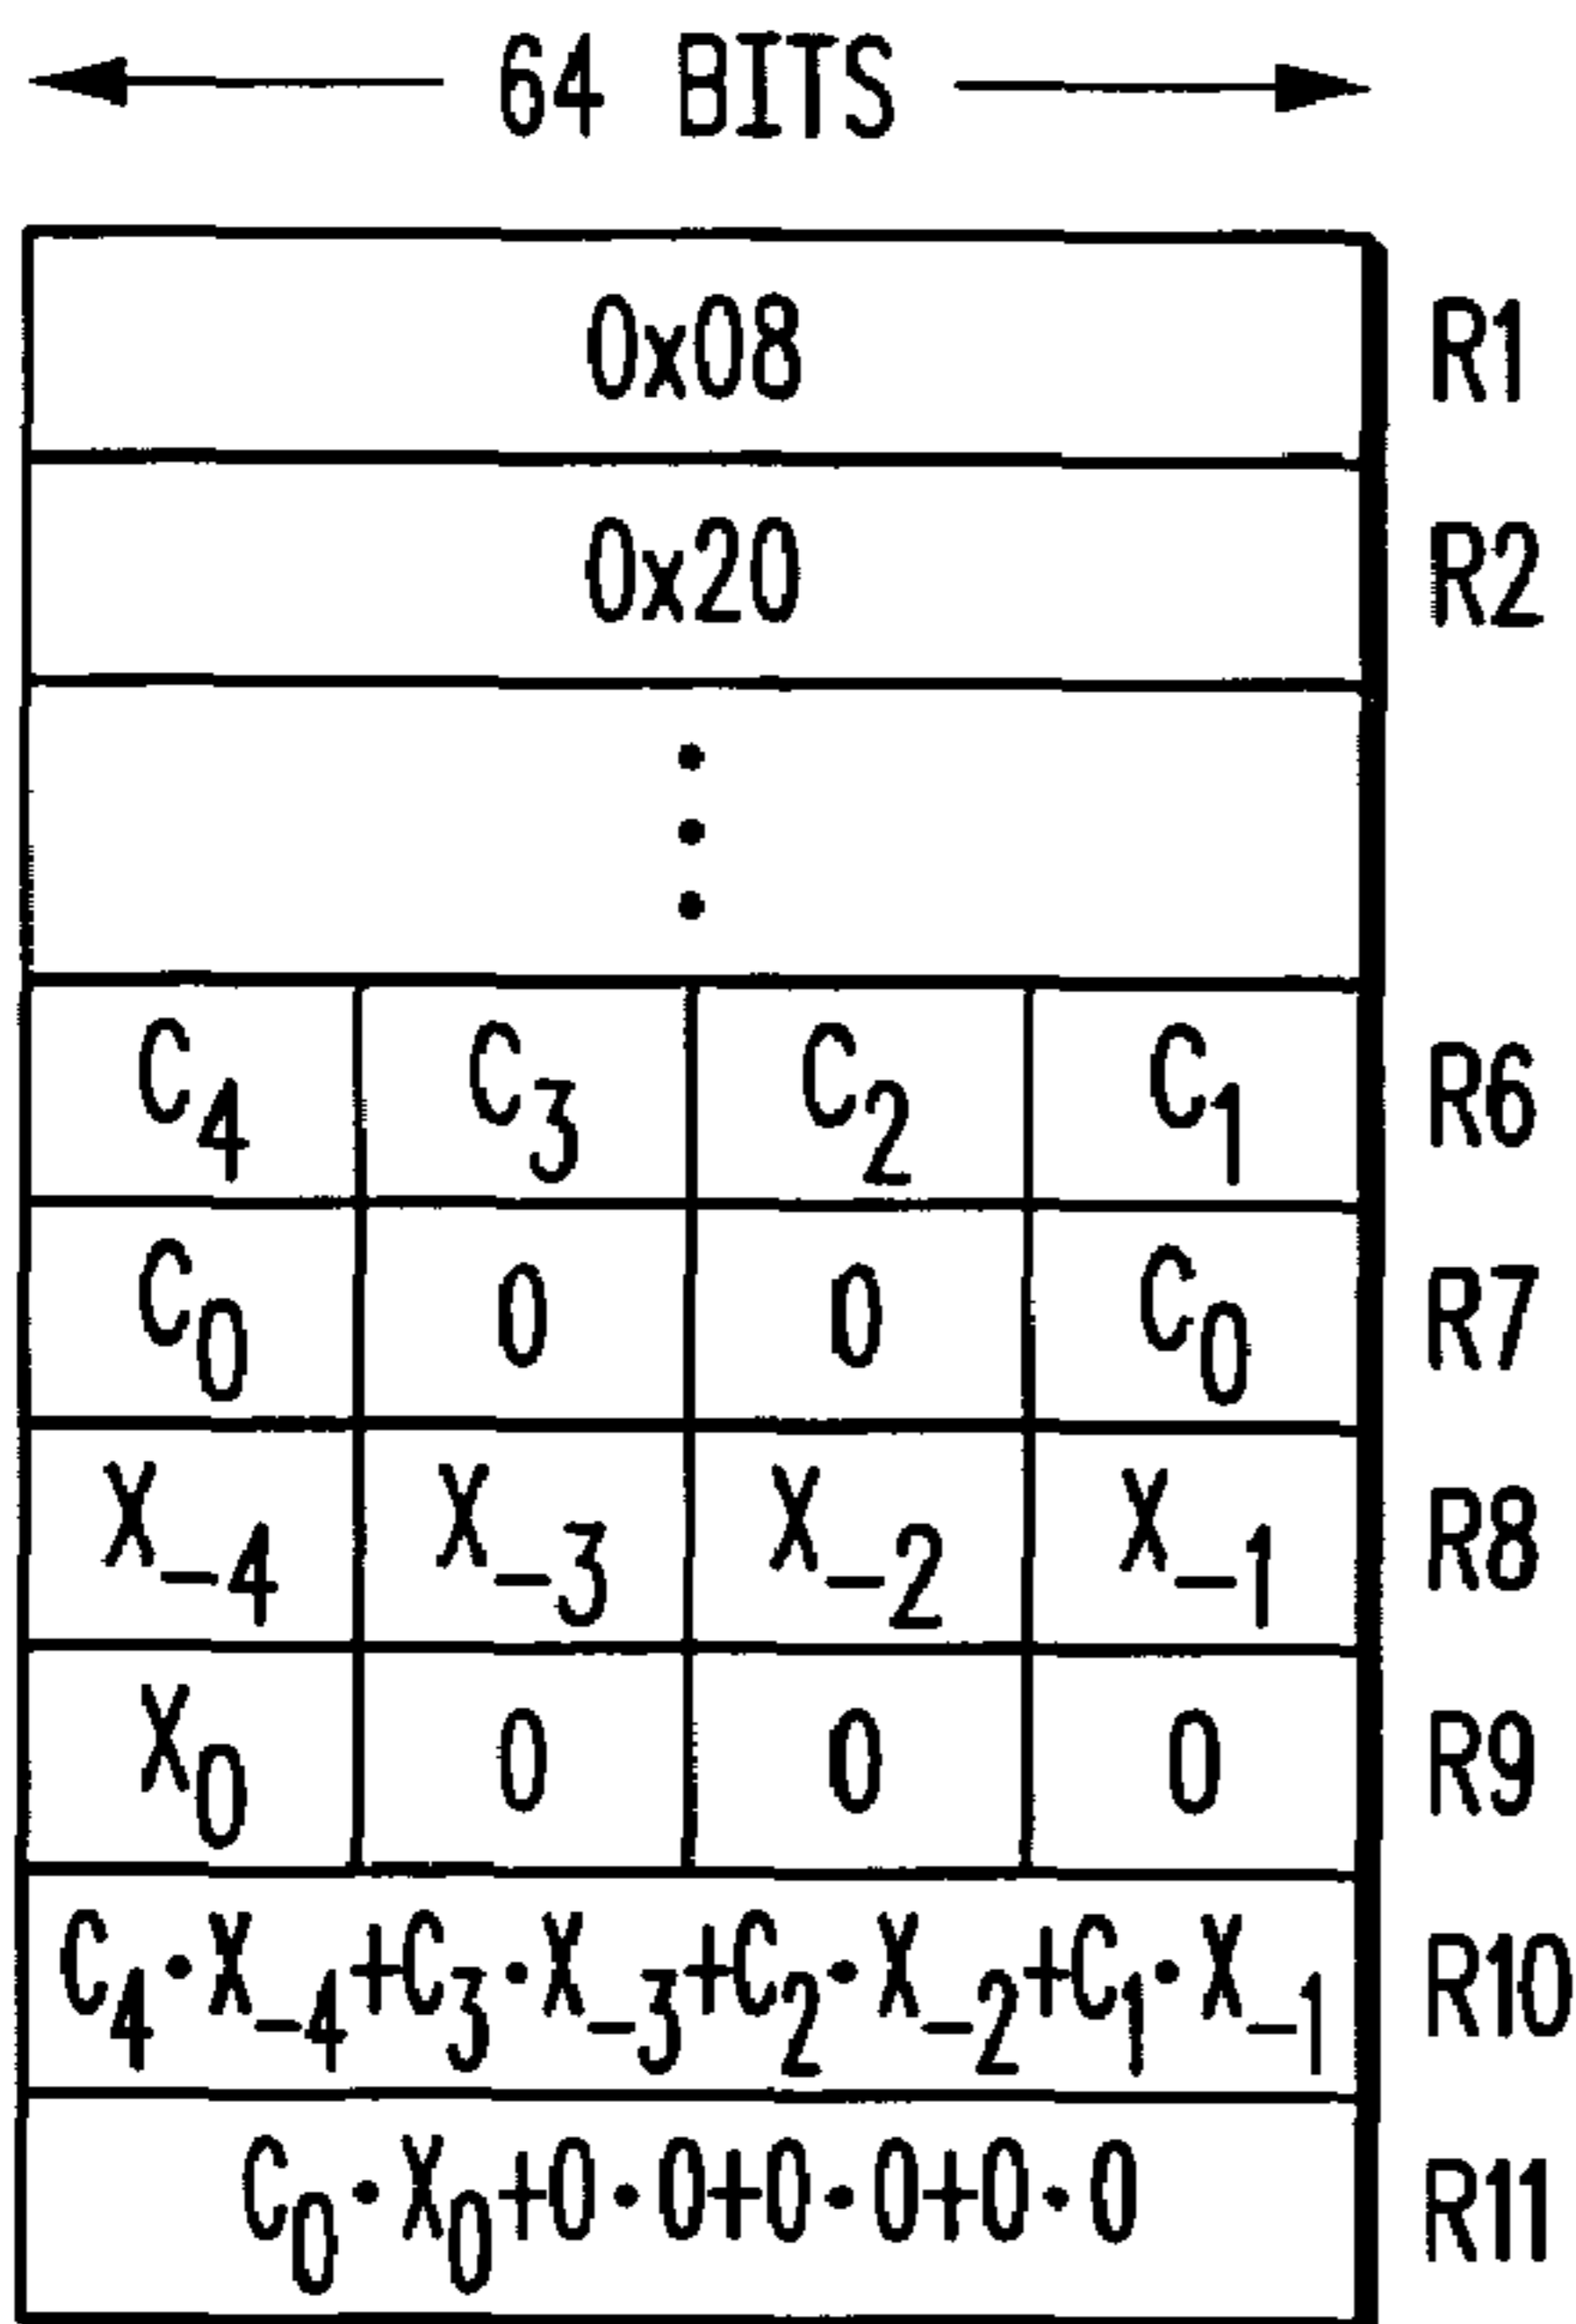 64 BITS
0x08 R1
0x20 R2
C4 C3 C2 C1 R6
C0 0 0 C0 R7
X-4 X-3 X-2 X-1 R8
X0 0 0 0 R9
C4·X-4+C3·X-3+C2·X-2+C1·X-1 R10
C0·X0+0·0+0·0+0·0 R11